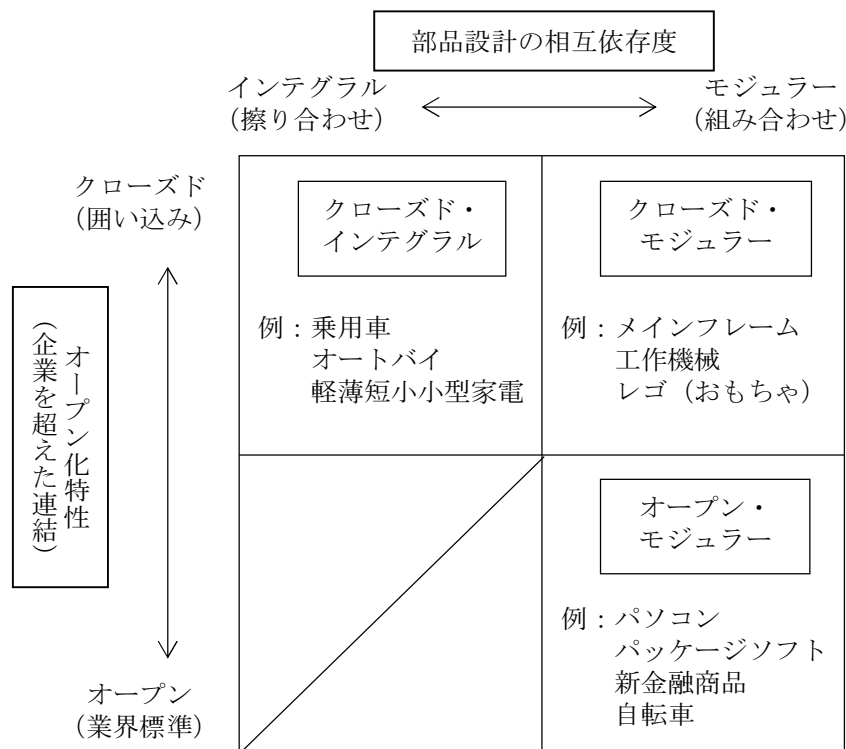 部品設計の相互依存度
インテグラル
（擦り合わせ）
モジュラー
（組み合わせ）
クローズド
（囲い込み）
オープン化特性
（企業を超えた連結）
オープン
（業界標準）
クローズド・
インテグラル
例：乗用車
オートバイ
軽薄短小小型家電
クローズド・
モジュラー
例：メインフレーム
工作機械
レゴ（おもちゃ）
オープン・
モジュラー
例：パソコン
パッケージソフト
新金融商品
自転車